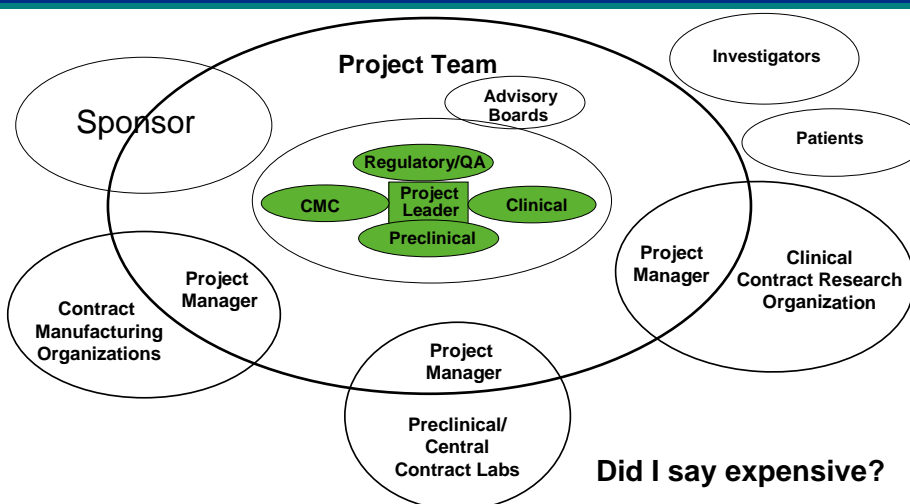 Project Team
Investigators
Sponsor
Advisory
Boards
Patients
Regulatory/QA
CMC
Project
Leader
Clinical
Preclinical
Project
Manager
Contract
Manufacturing
Organizations
Project
Manager
Clinical
Contract Research
Organization
Project
Manager
Preclinical/
Central
Contract Labs
Did I say expensive?